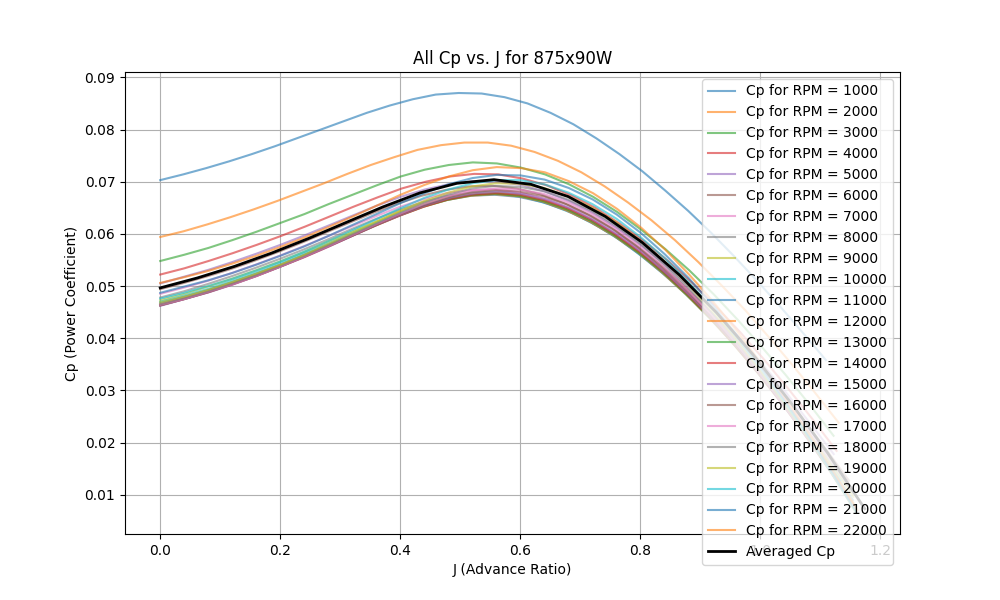 All Cp vs. J for 875x90W
Cp (Power Coefficient)
0.09
0.08
0.07
0.06
0.05
0.04
0.03
0.02
0.01
0.0
0.2
0.4
0.6
0.8
1.0
1.2
J (Advance Ratio)
Cp for RPM = 1000
Cp for RPM = 2000
Cp for RPM = 3000
Cp for RPM = 4000
Cp for RPM = 5000
Cp for RPM = 6000
Cp for RPM = 7000
Cp for RPM = 8000
Cp for RPM = 9000
Cp for RPM = 10000
Cp for RPM = 11000
Cp for RPM = 12000
Cp for RPM = 13000
Cp for RPM = 14000
Cp for RPM = 15000
Cp for RPM = 16000
Cp for RPM = 17000
Cp for RPM = 18000
Cp for RPM = 19000
Cp for RPM = 20000
Cp for RPM = 21000
Cp for RPM = 22000
Averaged Cp